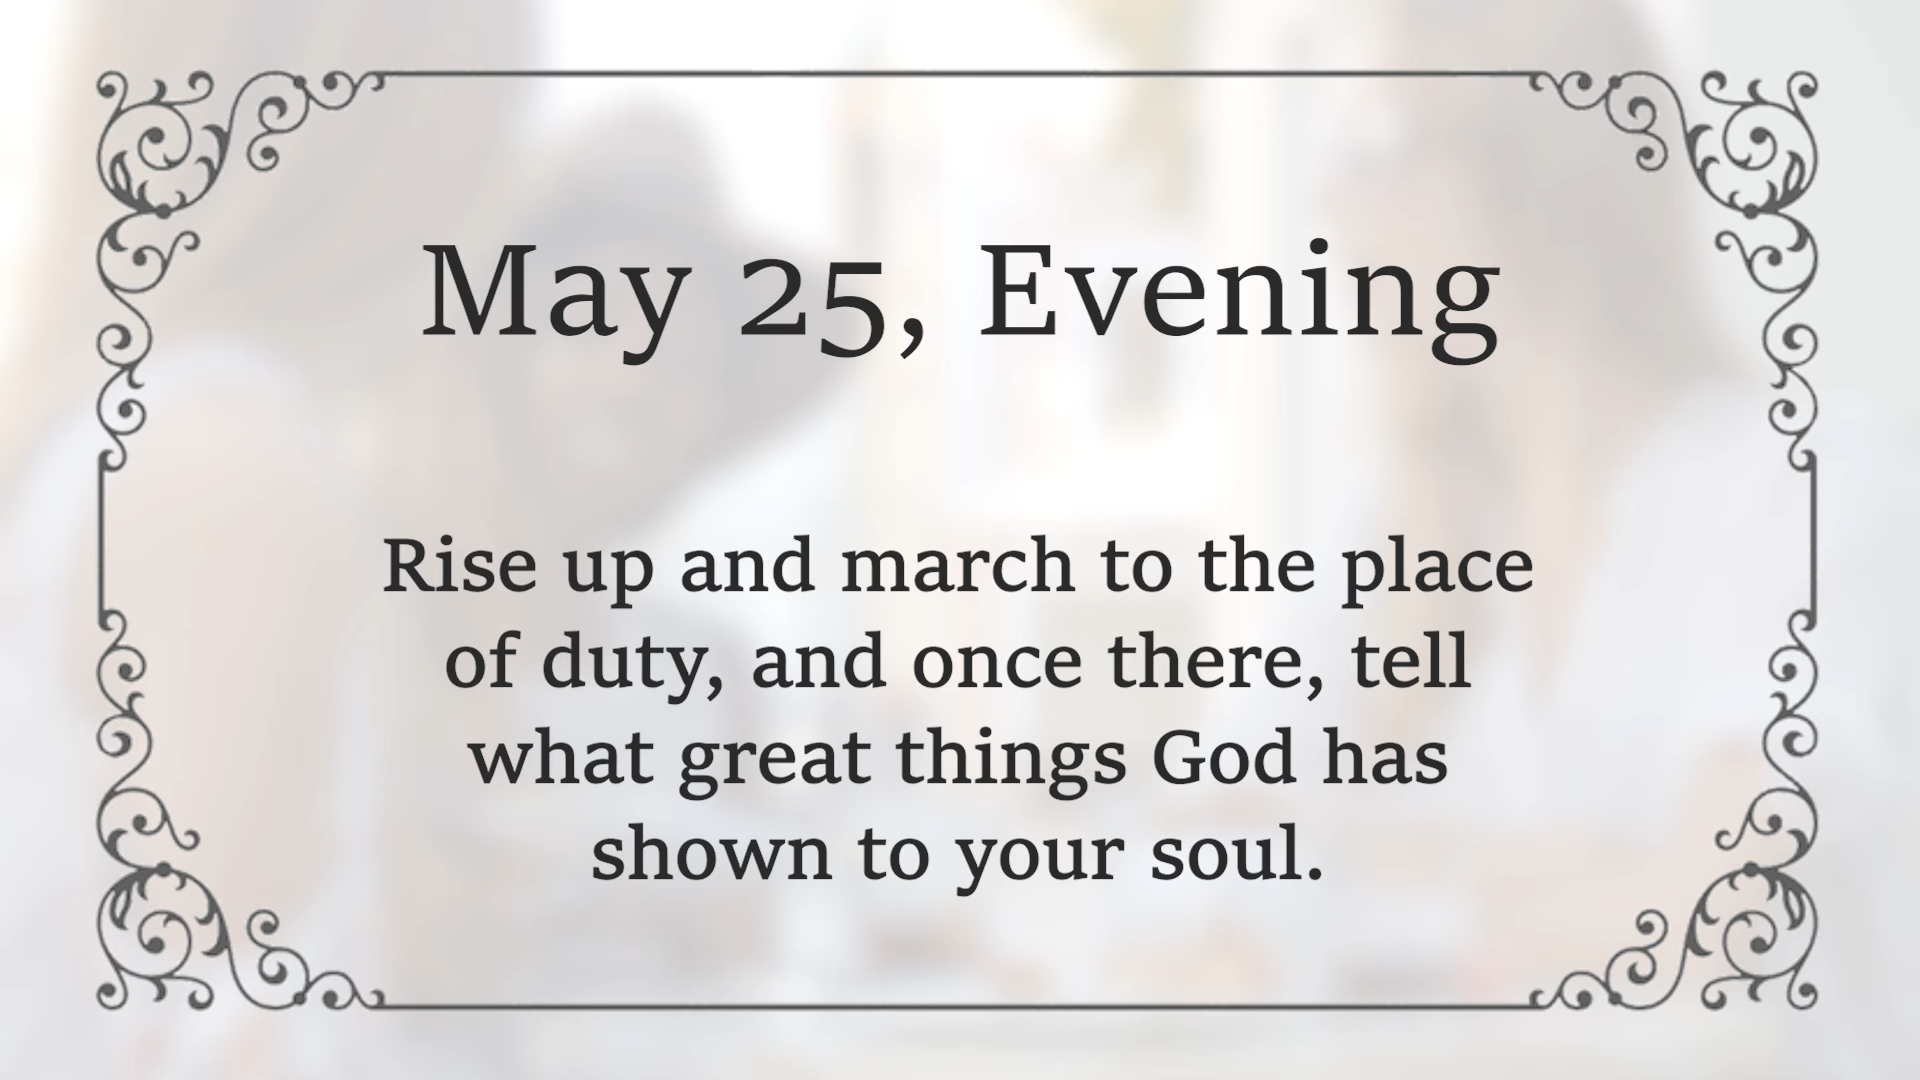 May 25, Evening
Rise up and march to the place
of duty, and once there, tell
what great things God has
shown to your soul.